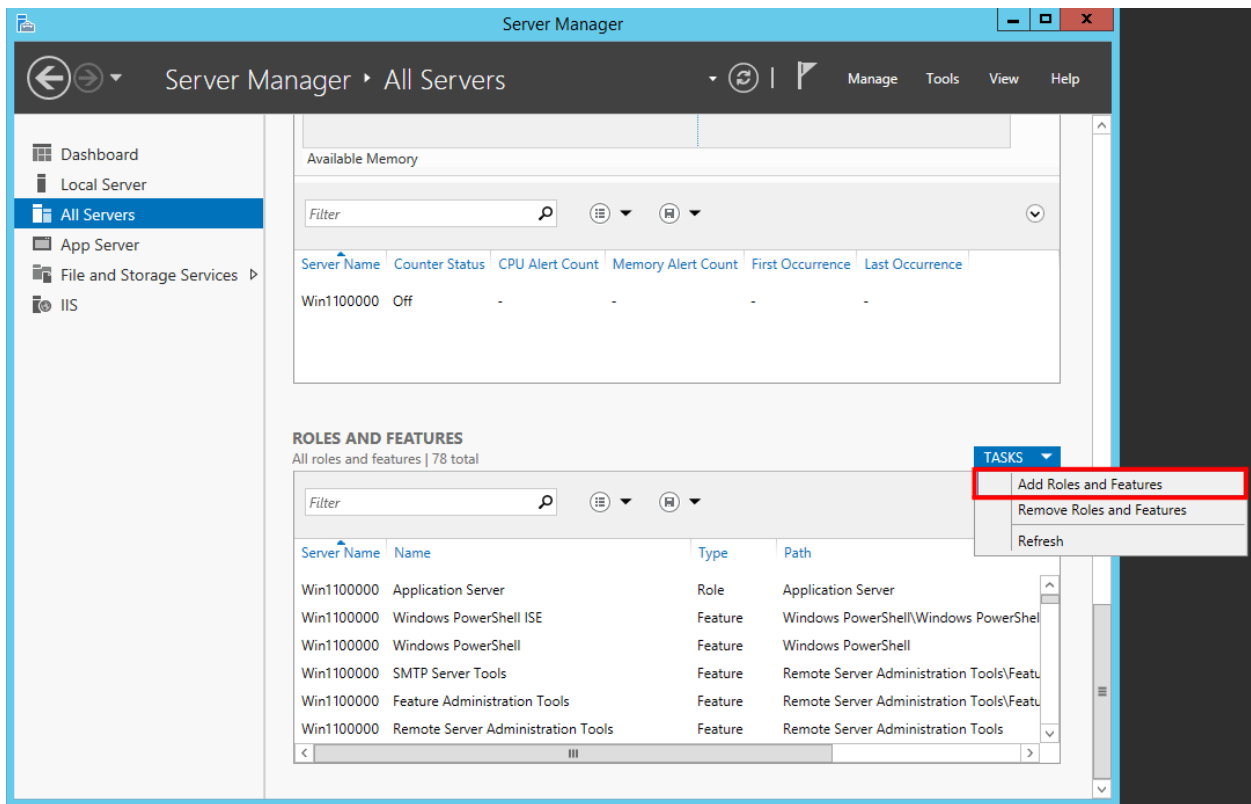 Server Manager
Server Manager ‣ All Servers
Manage Tools View Help
Dashboard
Local Server
All Servers
App Server
File and Storage Services
IIS
Available Memory
Filter
Server Name Counter Status CPU Alert Count Memory Alert Count First Occurrence Last Occurrence
Win1100000 Off - - - -
ROLES AND FEATURES
All roles and features | 78 total
TASKS
Add Roles and Features
Remove Roles and Features
Refresh
Filter
Server Name Name Type Path
Win1100000 Application Server Role Application Server
Win1100000 Windows PowerShell ISE Feature Windows PowerShell\Windows PowerShel
Win1100000 Windows PowerShell Feature Windows PowerShell
Win1100000 SMTP Server Tools Feature Remote Server Administration Tools\Featu
Win1100000 Feature Administration Tools Feature Remote Server Administration Tools\Featu
Win1100000 Remote Server Administration Tools Feature Remote Server Administration Tools